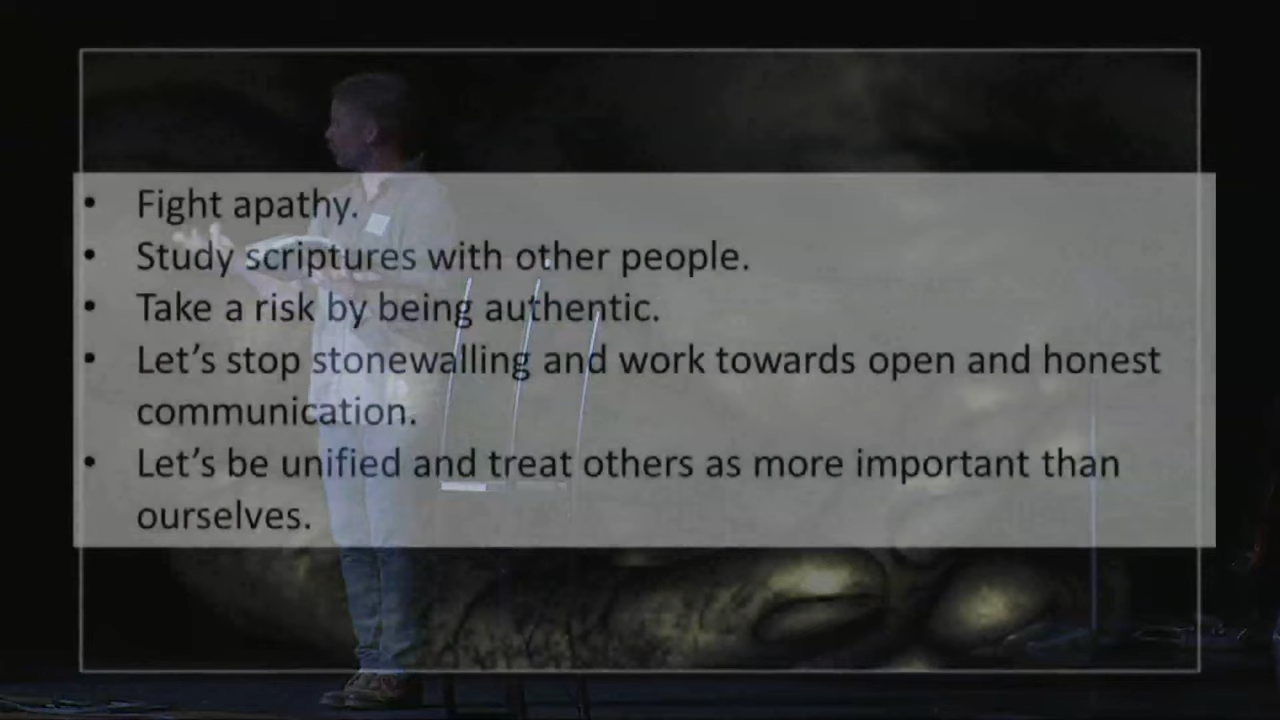 • Fight apathy.
• Study scriptures with other people.
• Take a risk by being authentic.
• Let's stop stonewalling and work towards open and honest
communication.
• Let's be unified and treat others as more important than
ourselves.